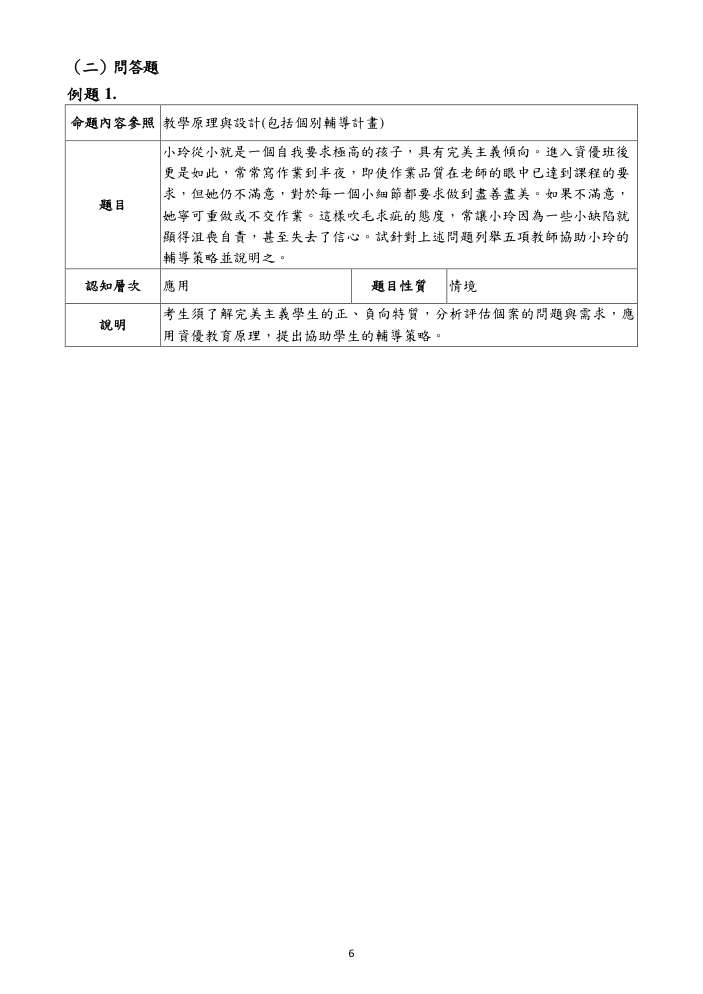 （二）問答題
例題 1.
命題內容參照 教學原理與設計(包括個別輔導計畫)
題目
小玲從小就是一個自我要求極高的孩子，具有完美主義傾向。進入資優班後
更是如此，常常寫作業到半夜，即使作業品質在老師的眼中已達到課程的要
求，但她仍不滿意，對於每一個小細節都要求做到盡善盡美。如果不滿意，
她寧可重做或不交作業。這樣吹毛求疵的態度，常讓小玲因為一些小缺陷就
顯得沮喪自責，甚至失去了信心。試針對上述問題列舉五項教師協助小玲的
輔導策略並說明之。
認知層次 應用 題目性質 情境
說明
考生須了解完美主義學生的正、負向特質，分析評估個案的問題與需求，應
用資優教育原理，提出協助學生的輔導策略。
6